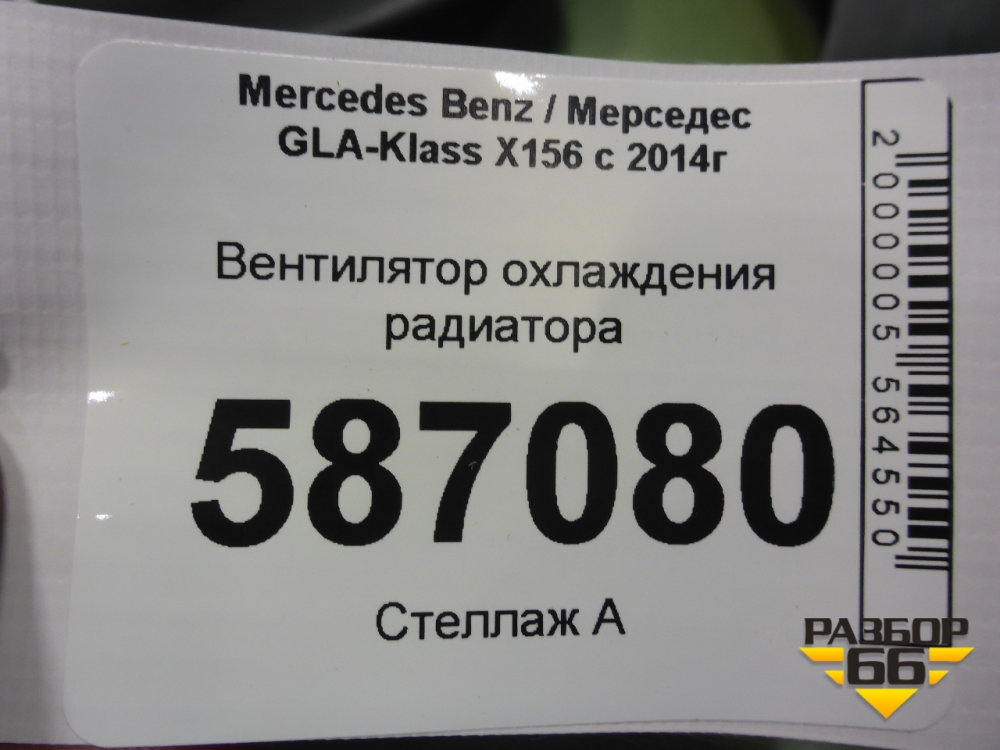 Mercedes Benz / Мерседес
GLA-Klass X156 с 2014г
Вентилятор охлаждения
радиатора
587080
Стеллаж А
2000005564550
РАЗБОР
66